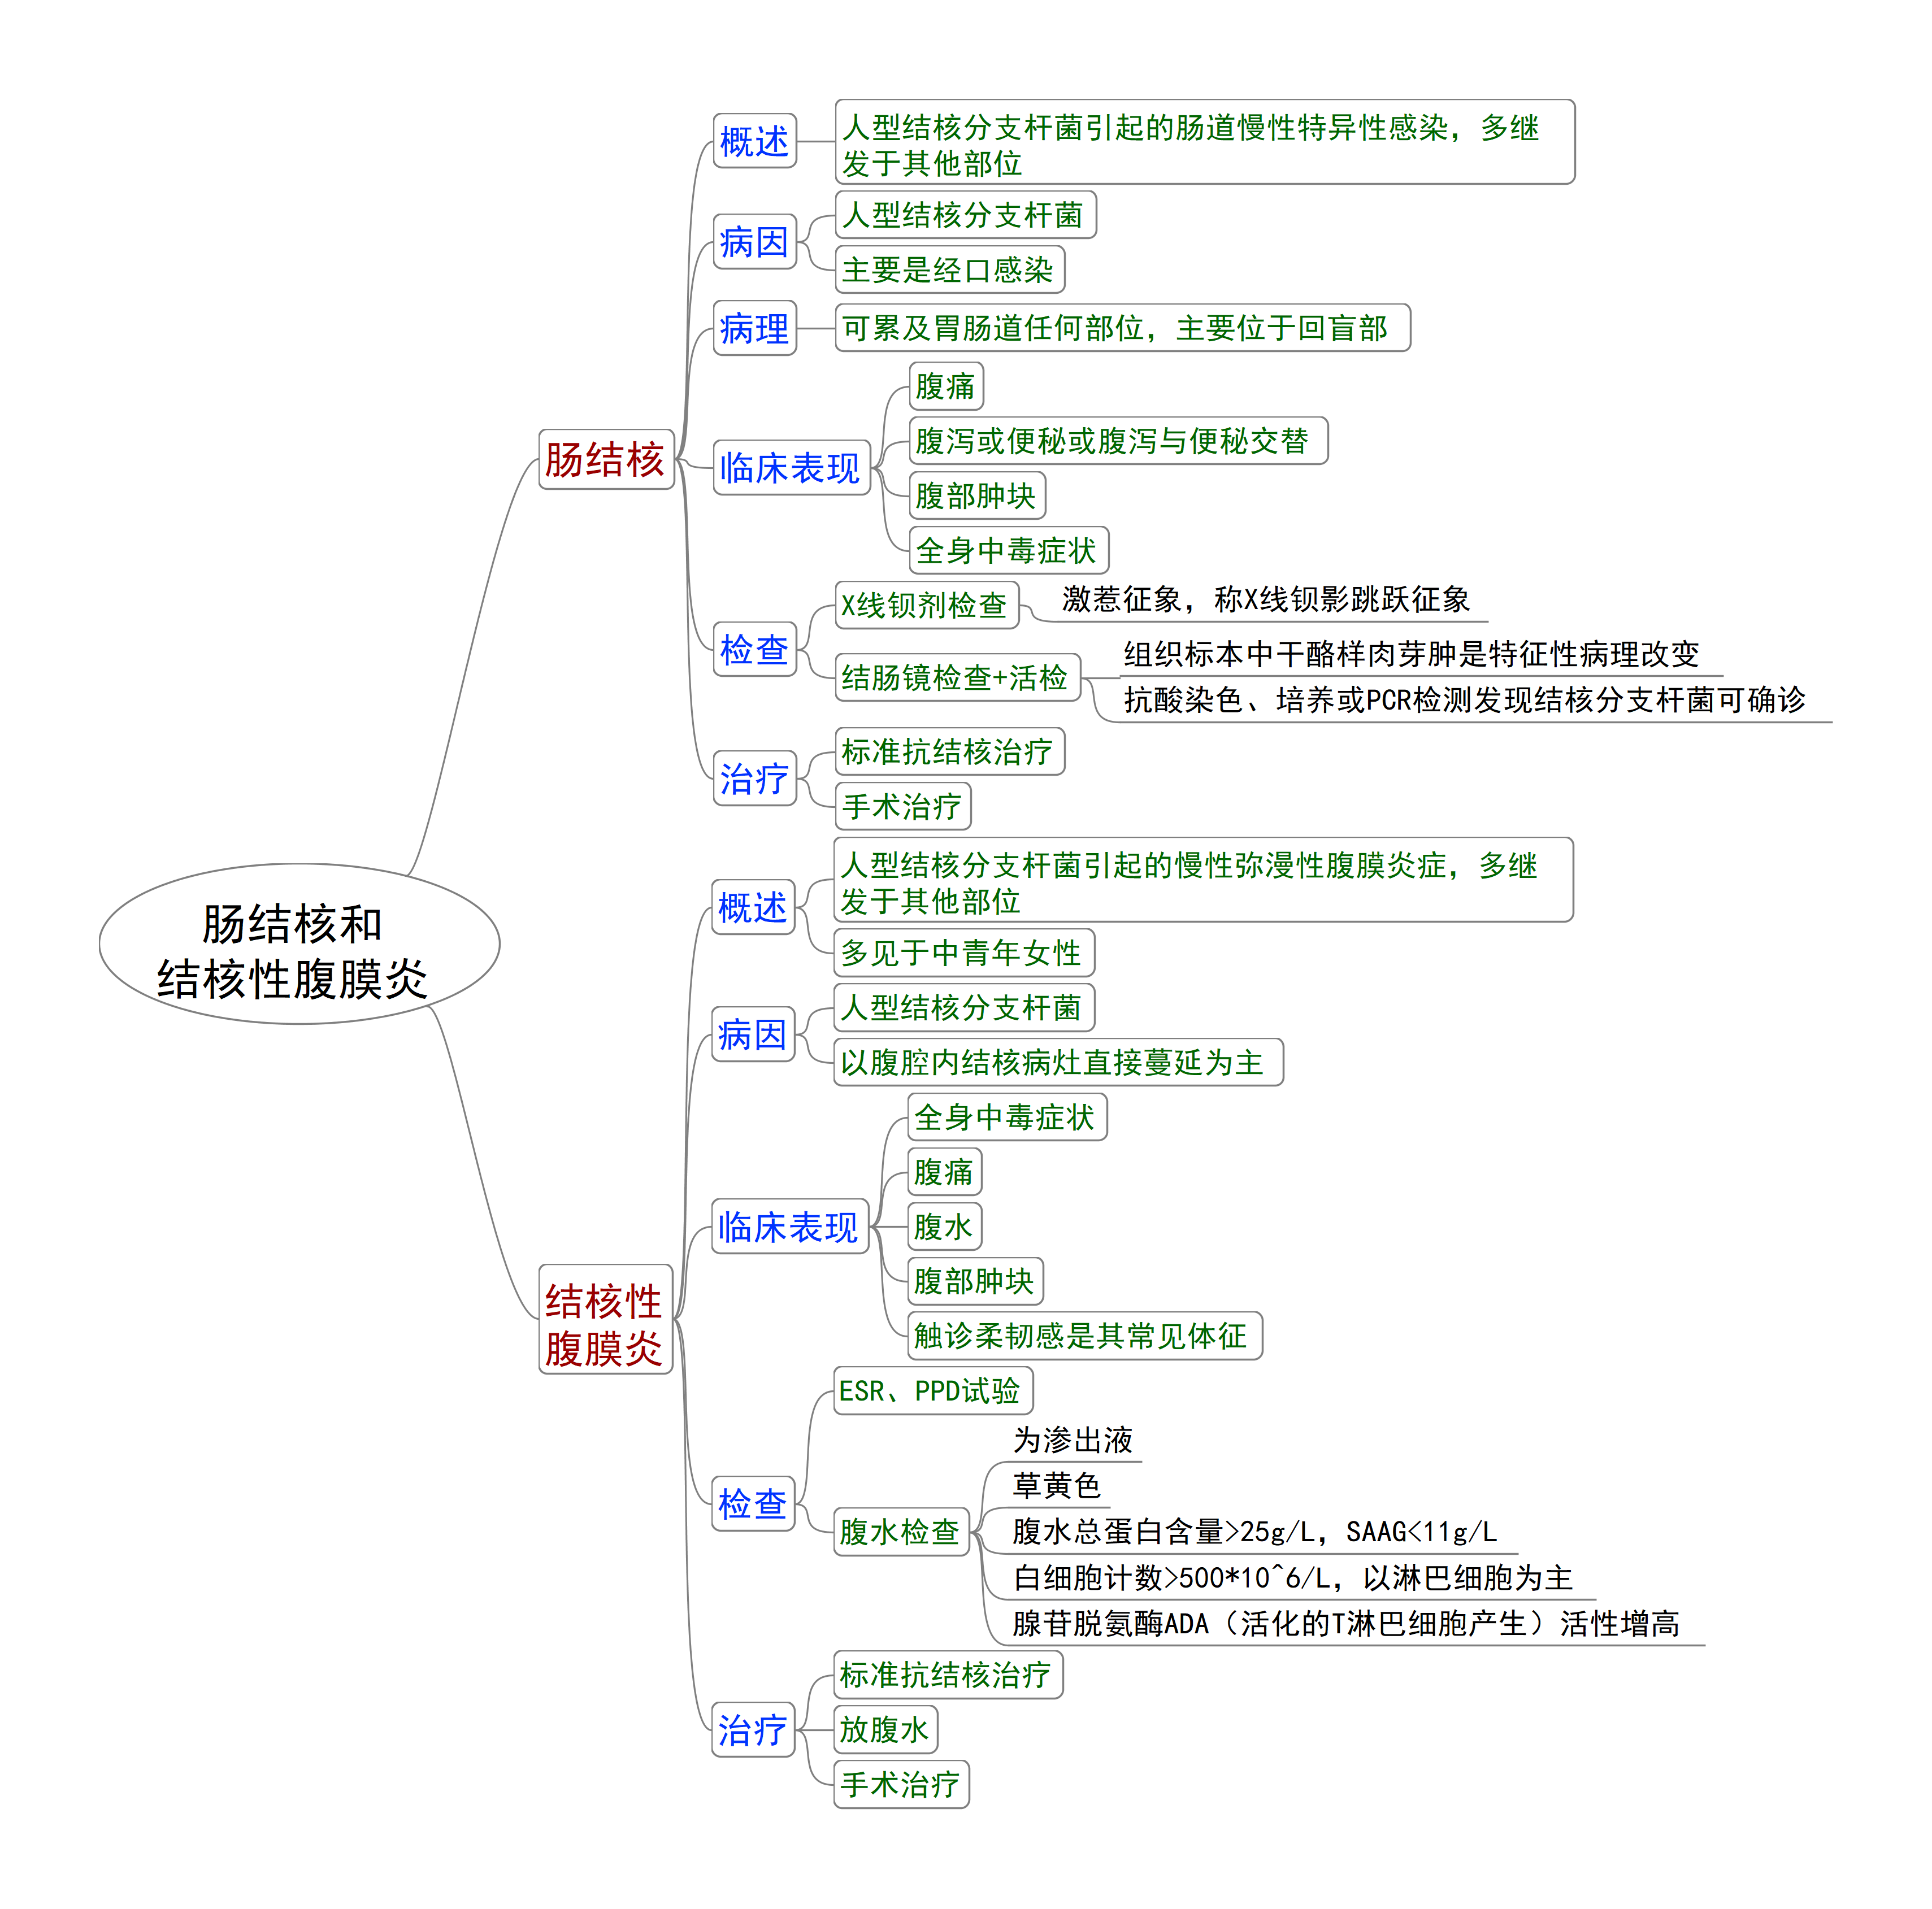 肠结核和
结核性腹膜炎
肠结核
概述
人型结核分支杆菌引起的肠道慢性特异性感染，多继
发于其他部位
病因
人型结核分支杆菌
主要是经口感染
病理
可累及胃肠道任何部位，主要位于回盲部
临床表现
腹痛
腹泻或便秘或腹泻与便秘交替
腹部肿块
全身中毒症状
检查
X线钡剂检查
激惹征象，称X线钡影跳跃征象
结肠镜检查+活检
组织标本中干酪样肉芽肿是特征性病理改变
抗酸染色、培养或PCR检测发现结核分支杆菌可确诊
治疗
标准抗结核治疗
手术治疗
结核性
腹膜炎
概述
人型结核分支杆菌引起的慢性弥漫性腹膜炎症，多继
发于其他部位
多见于中青年女性
病因
人型结核分支杆菌
以腹腔内结核病灶直接蔓延为主
临床表现
全身中毒症状
腹痛
腹水
腹部肿块
触诊柔韧感是其常见体征
检查
ESR、PPD试验
腹水检查
为渗出液
草黄色
腹水总蛋白含量>25g/L，SAAG<11g/L
白细胞计数>500*10^6/L，以淋巴细胞为主
腺苷脱氨酶ADA（活化的T淋巴细胞产生）活性增高
治疗
标准抗结核治疗
放腹水
手术治疗